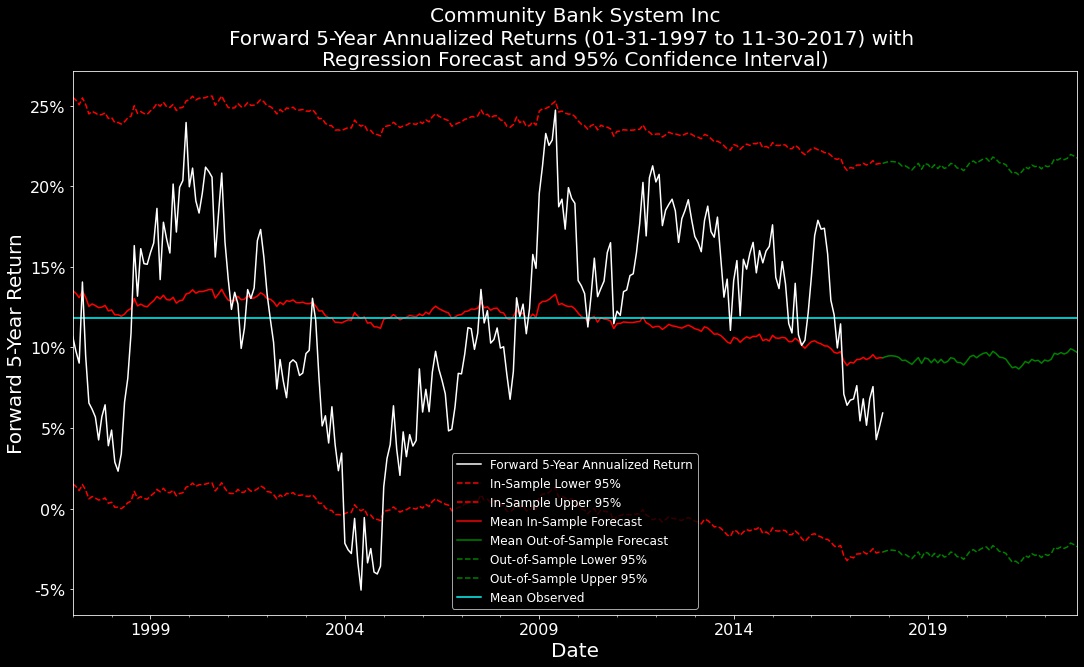 Community Bank System Inc
Forward 5-Year Annualized Returns (01-31-1997 to 11-30-2017) with
Regression Forecast and 95% Confidence Interval)
Forward 5-Year Return
25%
20%
15%
10%
5%
0%
-5%
Forward 5-Year Annualized Return
In-Sample Lower 95%
In-Sample Upper 95%
Mean In-Sample Forecast
Mean Out-of-Sample Forecast
Out-of-Sample Lower 95%
Out-of-Sample Upper 95%
Mean Observed
1999
2004
2009
2014
2019
Date